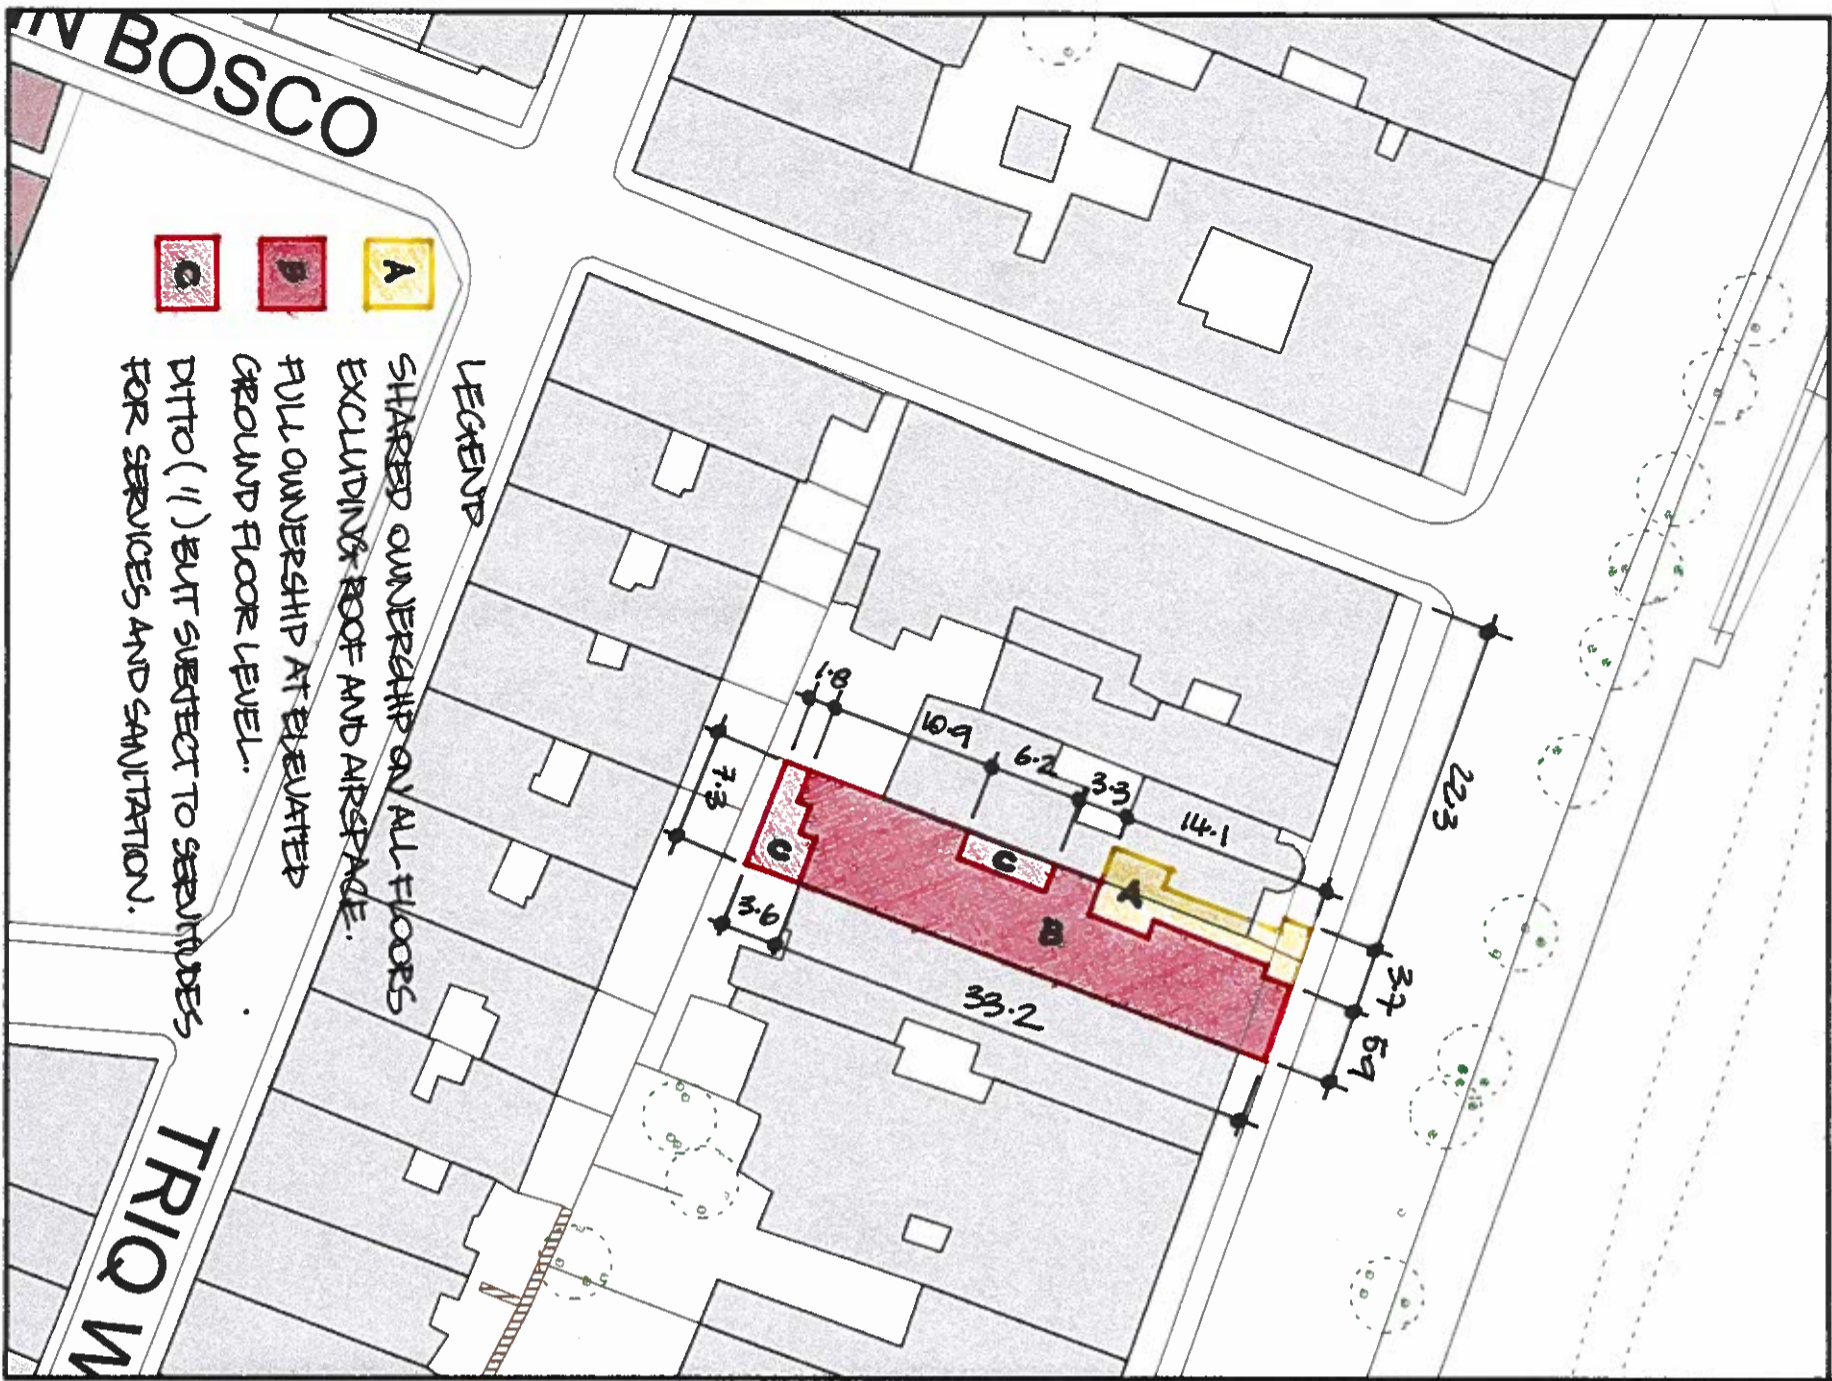 N BOSCO
LEGEND
A
SHARED OWNERSHIP ON ALL FLOORS
EXCLUDING ROOF AND AIRSPACE.
B
FULL OWNERSHIP AT ELEVATED
GROUND FLOOR LEVEL.
C
DITTO (11) BUT SUBJECT TO SERVITUDES
FOR SERVICES AND SANITATION.
TRIQ W
1.8
10.9
6.2
3.3
14.1
22.3
3.7
5.9
7.3
3.6
33.2
C
C
A
B